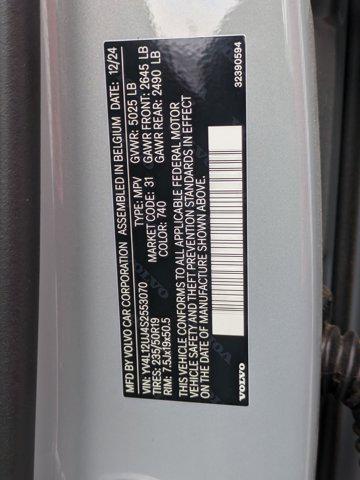 MFD BY VOLVO CAR CORPORATION ASSEMBLED IN BELGIUM DATE: 12/24
VIN: YV4L12UU4S2553070 GVWR: 5025 LB
TIRES: 235/50R19 TYPE: MPV GAWR FRONT: 2645 LB
RIM: 7.5Jx19x50.5 MARKET CODE: 31 GAWR REAR: 2490 LB
COLOR: 740
THIS VEHICLE CONFORMS TO ALL APPLICABLE FEDERAL MOTOR
VEHICLE SAFETY AND THEFT PREVENTION STANDARDS IN EFFECT
ON THE DATE OF MANUFACTURE SHOWN ABOVE.
VOLVO 32390594